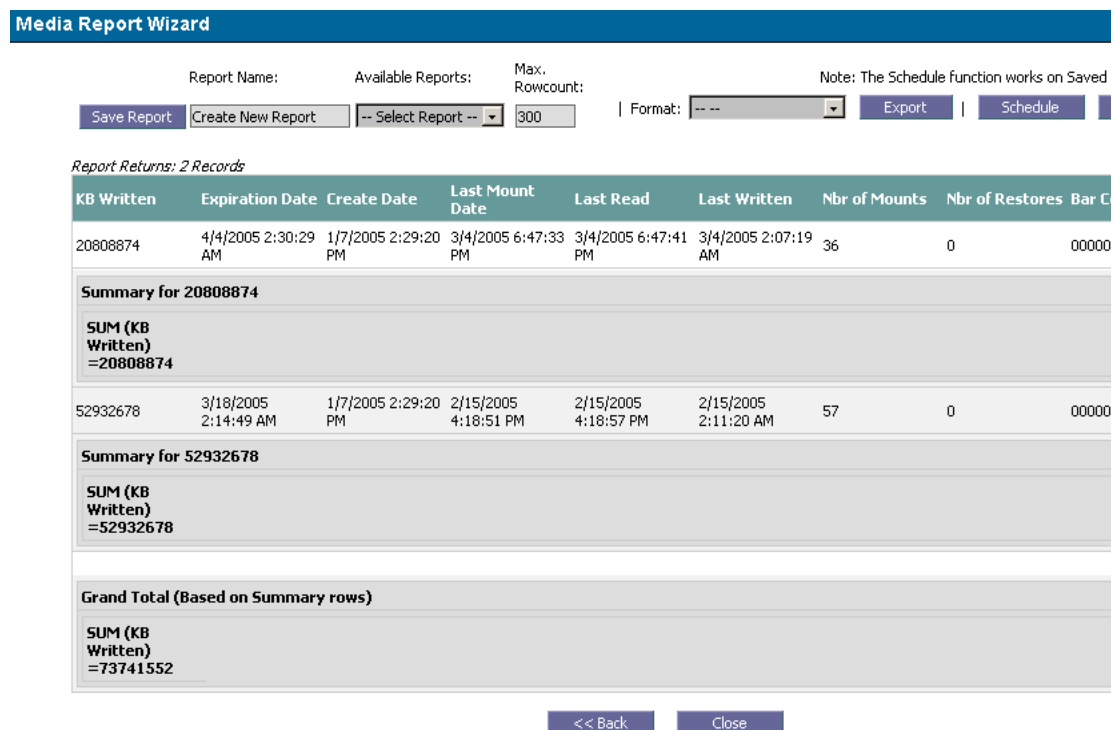 Media Report Wizard
Report Name: Available Reports: Max. Rowcount: Note: The Schedule function works on Saved
Save Report Create New Report -- Select Report -- 300 | Format: -- -- Export | Schedule
Report Returns: 2 Records
KB Written Expiration Date Create Date Last Mount Date Last Read Last Written Nbr of Mounts Nbr of Restores Bar C
20808874 4/4/2005 2:30:29 AM 1/7/2005 2:29:20 PM 3/4/2005 6:47:33 PM 3/4/2005 6:47:41 PM 3/4/2005 2:07:19 AM 36 0 00000
Summary for 20808874
SUM (KB
Written)
=20808874
52932678 3/18/2005 2:14:49 AM 1/7/2005 2:29:20 PM 2/15/2005 4:18:51 PM 2/15/2005 4:18:57 PM 2/15/2005 2:11:20 AM 57 0 00000
Summary for 52932678
SUM (KB
Written)
=52932678
Grand Total (Based on Summary rows)
SUM (KB
Written)
=73741552
<< Back Close